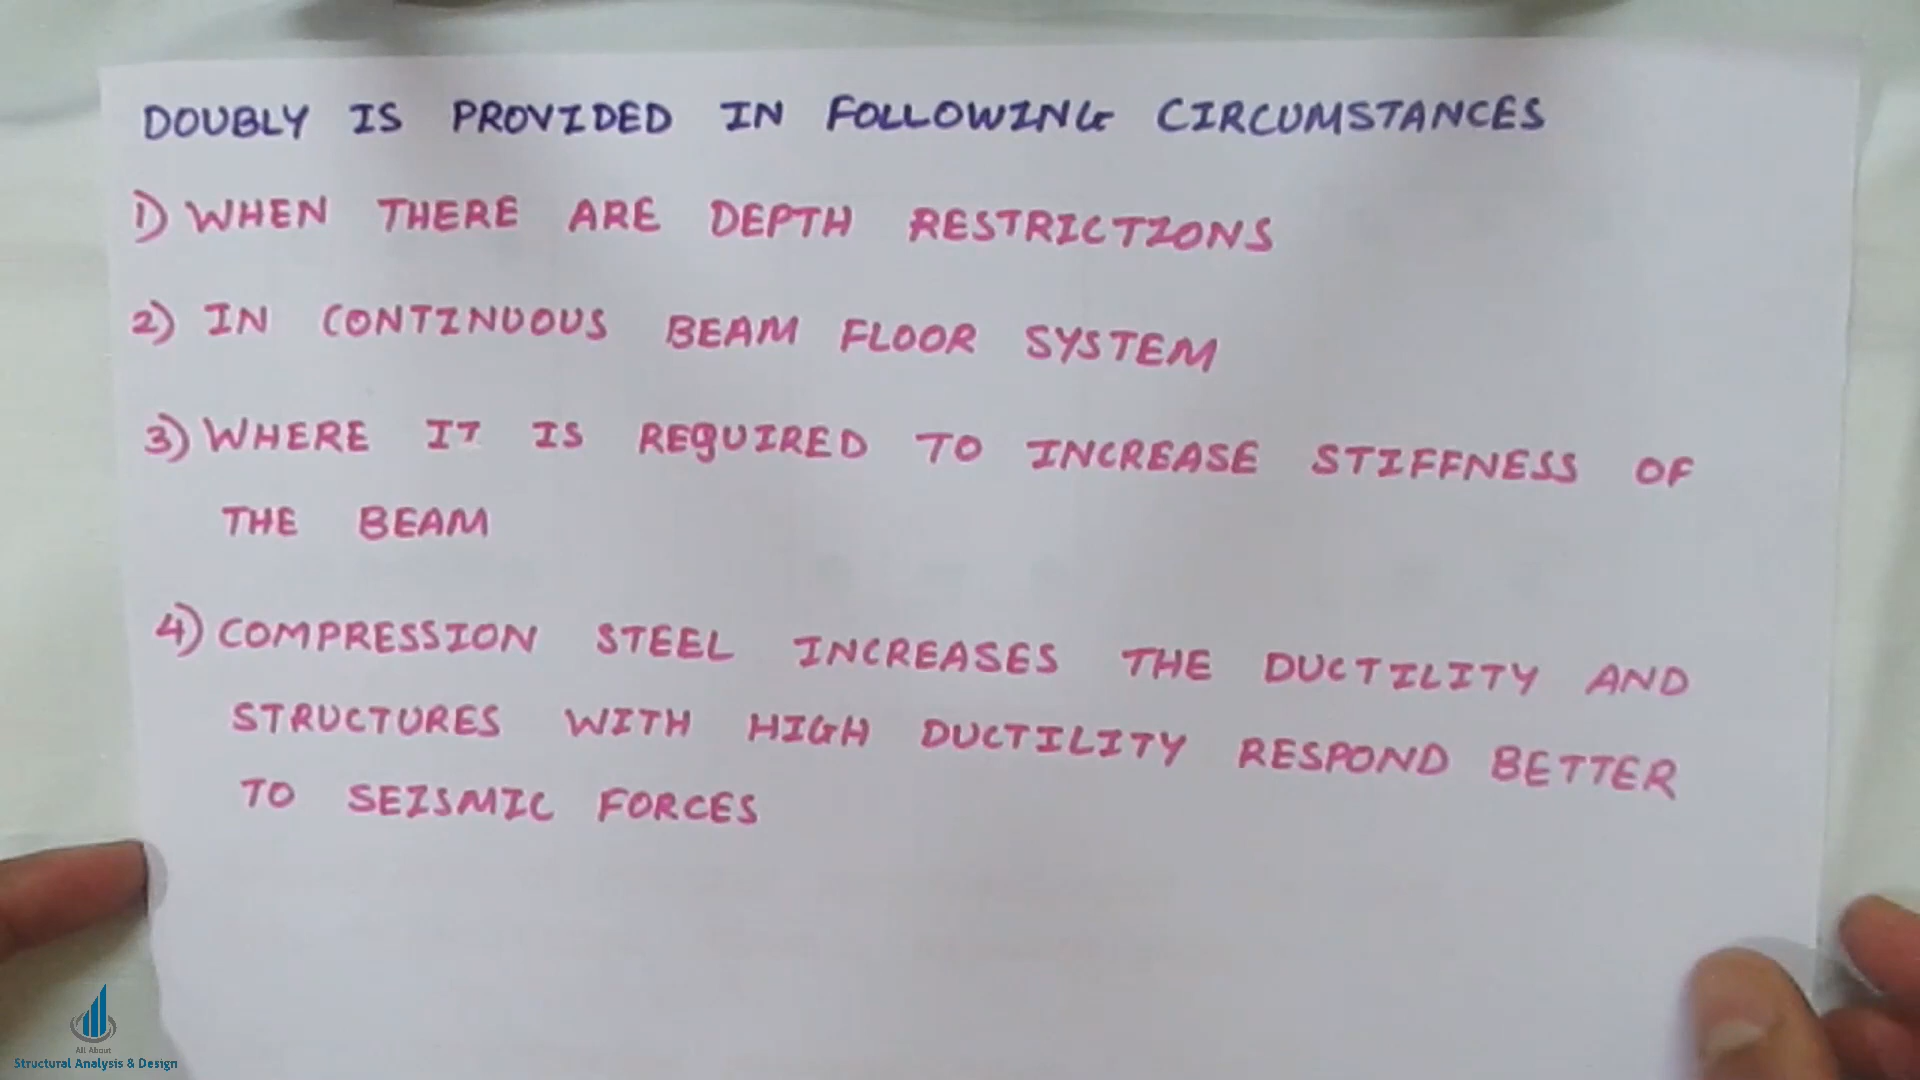 DOUBLY IS PROVIDED IN FOLLOWING CIRCUMSTANCES
1) WHEN THERE ARE DEPTH RESTRICTIONS
2) IN CONTINUOUS BEAM FLOOR SYSTEM
3) WHERE IT IS REQUIRED TO INCREASE STIFFNESS OF
THE BEAM
4) COMPRESSION STEEL INCREASES THE DUCTILITY AND
STRUCTURES WITH HIGH DUCTILITY RESPOND BETTER
TO SEISMIC FORCES
All About
Structural Analysis & Design